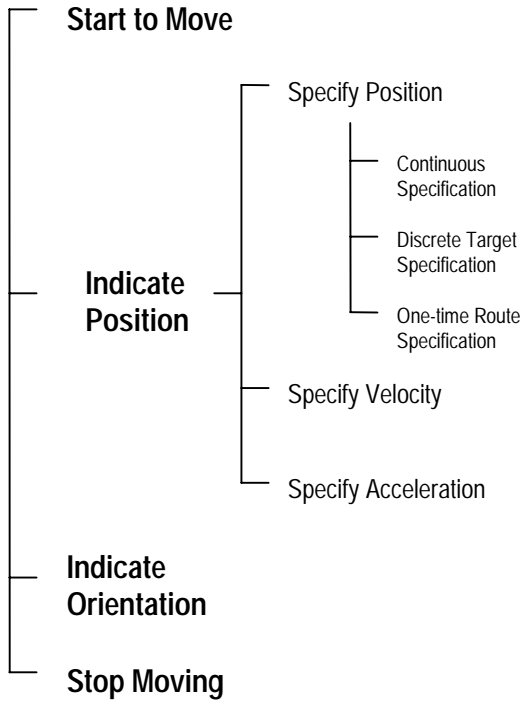 Start to Move
Specify Position
Continuous
Specification
Discrete Target
Specification
Indicate
Position
One-time Route
Specification
Specify Velocity
Specify Acceleration
Indicate
Orientation
Stop Moving